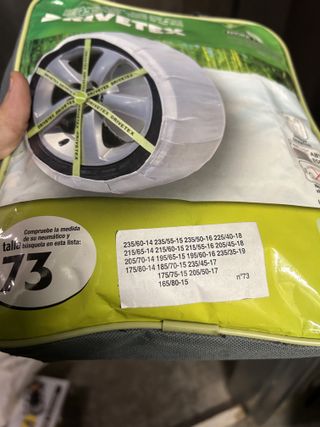 DRIVETEX
Compruebe la medida
de su neumático y
búsqueda en esta lista:
talla
73
235/60-14 235/55-15 235/50-16 225/40-18
215/65-14 215/60-15 215/55-16 205/45-18
205/70-14 195/65-15 195/60-16 235/35-19
175/80-14 185/70-15 235/45-17
175/75-15 205/50-17
165/80-15
nº73